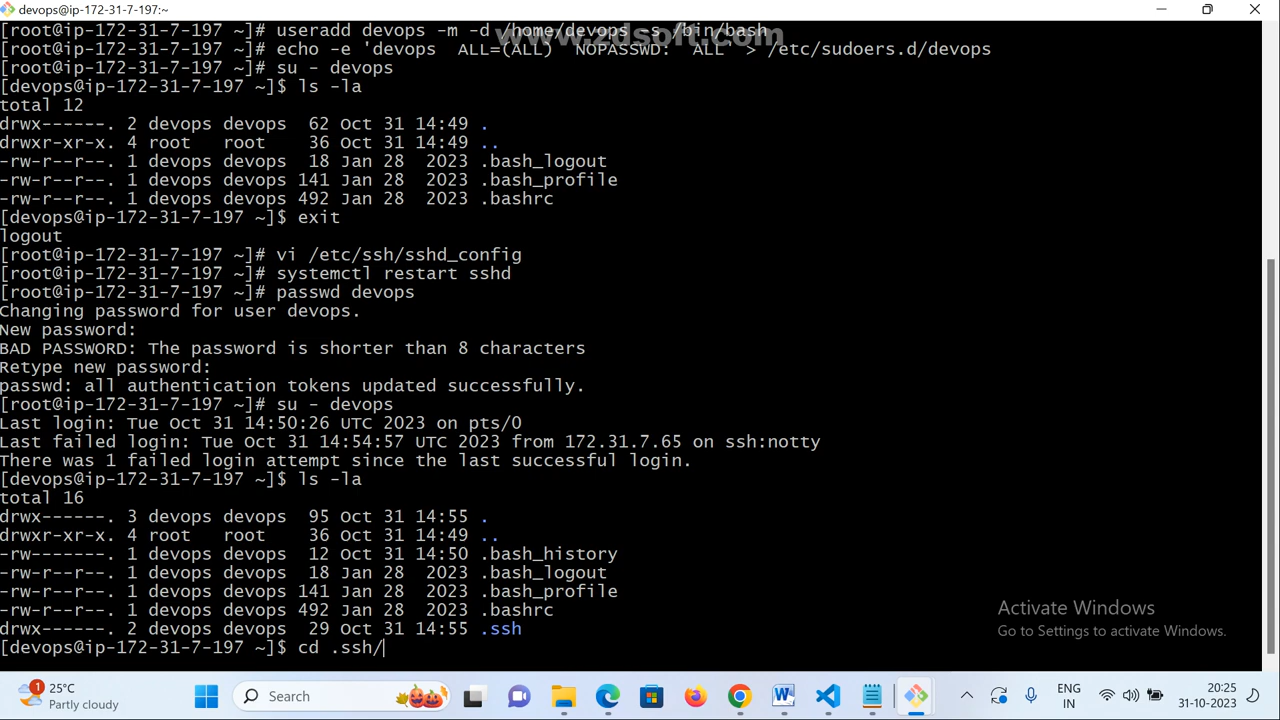 devops@ip-172-31-7-197:~
[root@ip-172-31-7-197 ~]# useradd devops -m -d /home/devops -s /bin/bash
www.zdsoft.com
[root@ip-172-31-7-197 ~]# echo -e 'devops  ALL=(ALL)  NOPASSWD:  ALL' > /etc/sudoers.d/devops
[root@ip-172-31-7-197 ~]# su - devops
[devops@ip-172-31-7-197 ~]$ ls -la
total 12
drwx------. 2 devops devops  62 Oct 31 14:49 .
drwxr-xr-x. 4 root   root    36 Oct 31 14:49 ..
-rw-r--r--. 1 devops devops  18 Jan 28  2023 .bash_logout
-rw-r--r--. 1 devops devops 141 Jan 28  2023 .bash_profile
-rw-r--r--. 1 devops devops 492 Jan 28  2023 .bashrc
[devops@ip-172-31-7-197 ~]$ exit
logout
[root@ip-172-31-7-197 ~]# vi /etc/ssh/sshd_config
[root@ip-172-31-7-197 ~]# systemctl restart sshd
[root@ip-172-31-7-197 ~]# passwd devops
Changing password for user devops.
New password:
BAD PASSWORD: The password is shorter than 8 characters
Retype new password:
passwd: all authentication tokens updated successfully.
[root@ip-172-31-7-197 ~]# su - devops
Last login: Tue Oct 31 14:50:26 UTC 2023 on pts/0
Last failed login: Tue Oct 31 14:54:57 UTC 2023 from 172.31.7.65 on ssh:notty
There was 1 failed login attempt since the last successful login.
[devops@ip-172-31-7-197 ~]$ ls -la
total 16
drwx------. 3 devops devops  95 Oct 31 14:55 .
drwxr-xr-x. 4 root   root    36 Oct 31 14:49 ..
-rw-------. 1 devops devops  12 Oct 31 14:50 .bash_history
-rw-r--r--. 1 devops devops  18 Jan 28  2023 .bash_logout
-rw-r--r--. 1 devops devops 141 Jan 28  2023 .bash_profile
-rw-r--r--. 1 devops devops 492 Jan 28  2023 .bashrc
drwx------. 2 devops devops  29 Oct 31 14:55 .ssh
[devops@ip-172-31-7-197 ~]$ cd .ssh/
Activate Windows
Go to Settings to activate Windows.
1
25°C
Partly cloudy
Search
ENG
IN
20:25
31-10-2023